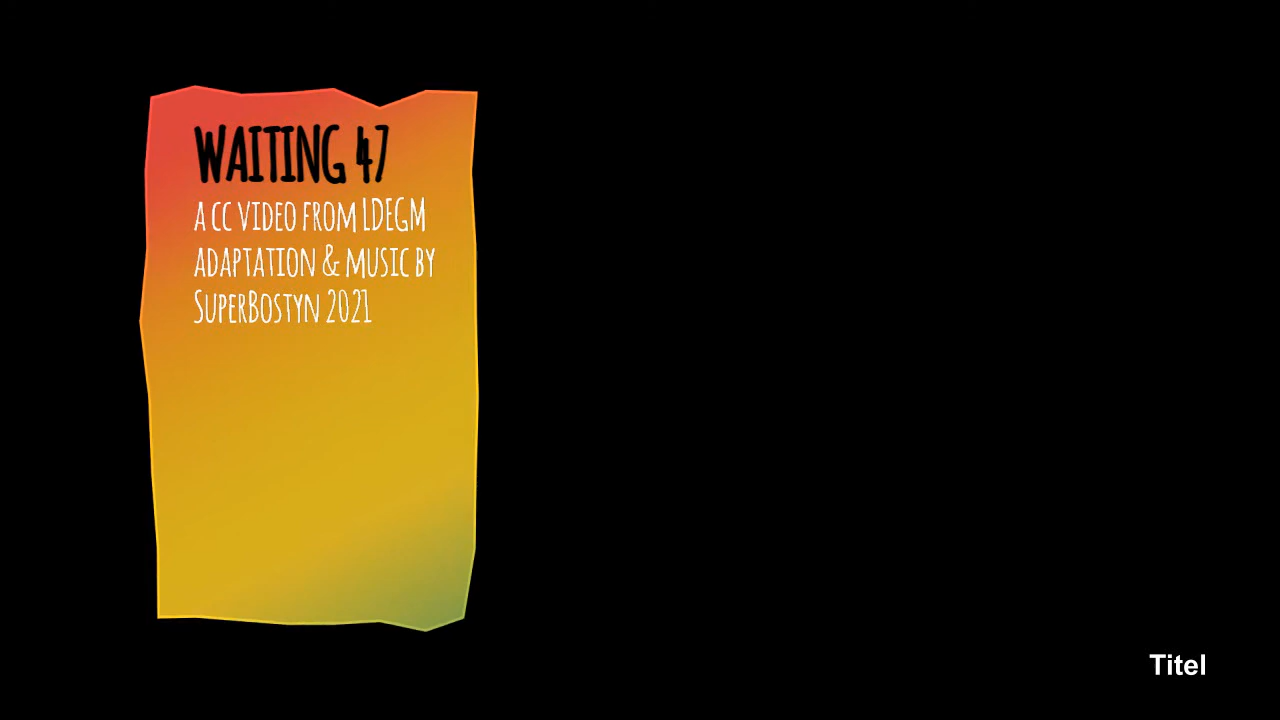 WAITING 47
A CC VIDEO FROM LDEGM
ADAPTATION & MUSIC BY
SUPERBOSTYN 2021
Titel